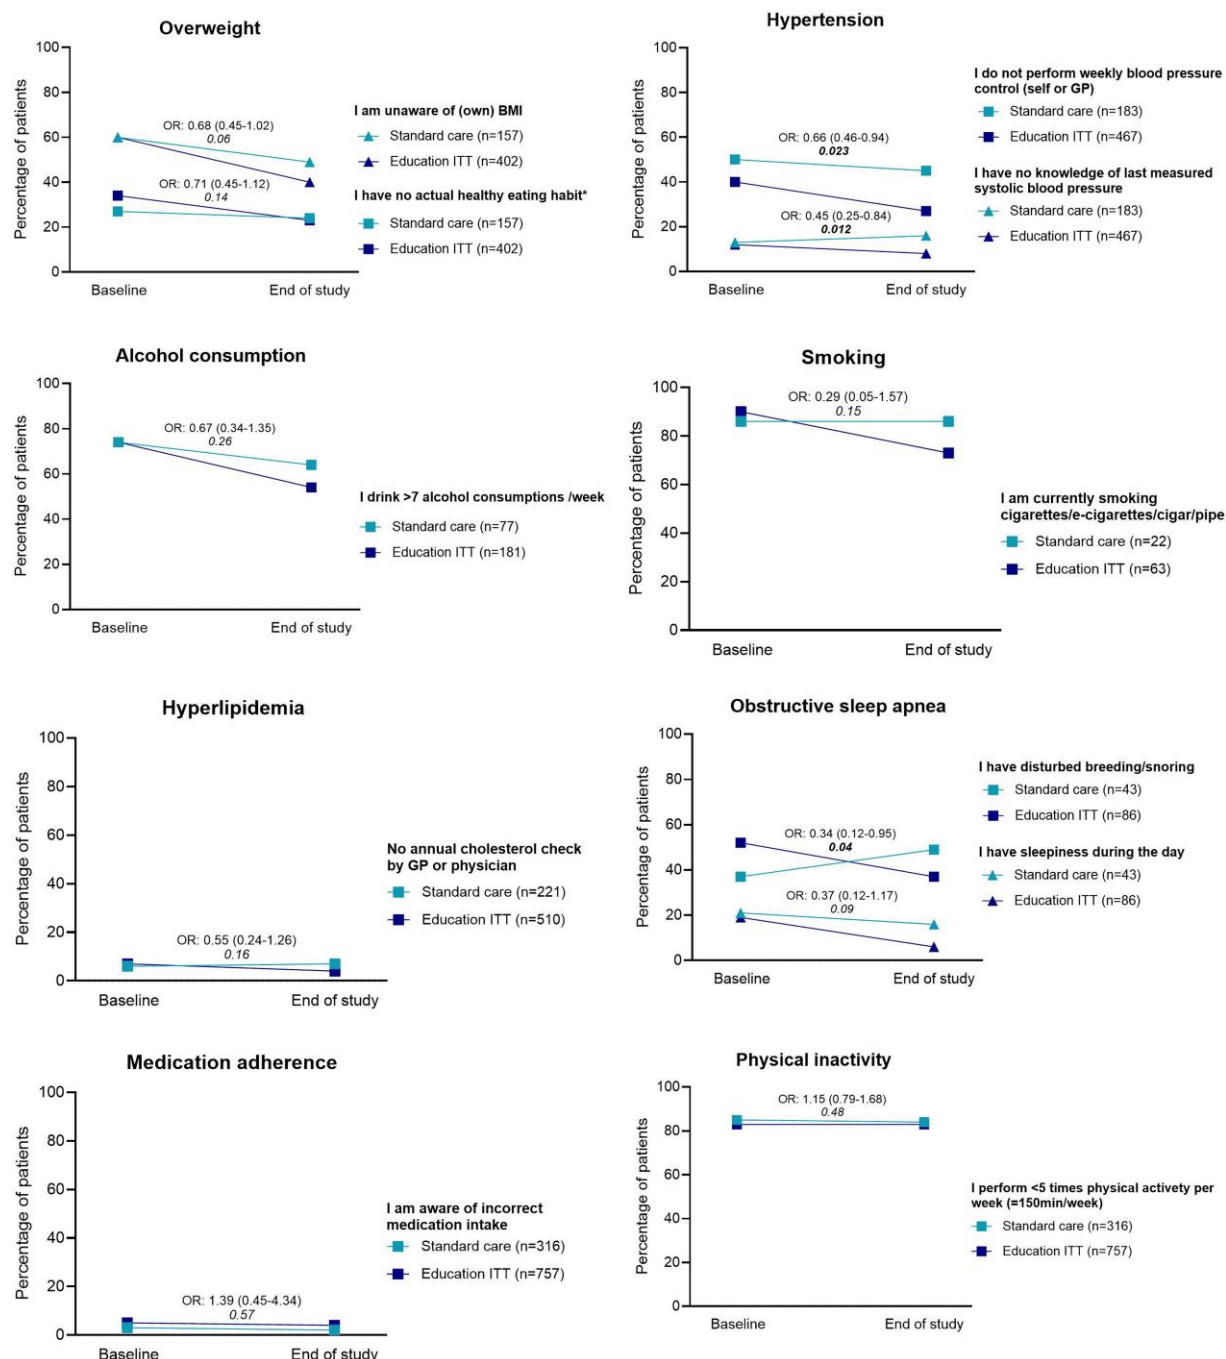 Overweight
Percentage of patients
100
80
60
40
20
0
OR: 0.68 (0.45-1.02)
0.06
OR: 0.71 (0.45-1.12)
0.14
Baseline
End of study
I am unaware of (own) BMI
Standard care (n=157)
Education ITT (n=402)
I have no actual healthy eating habit*
Standard care (n=157)
Education ITT (n=402)
Hypertension
Percentage of patients
100
80
60
40
20
0
OR: 0.66 (0.46-0.94)
0.023
OR: 0.45 (0.25-0.84)
0.012
Baseline
End of study
I do not perform weekly blood pressure
control (self or GP)
Standard care (n=183)
Education ITT (n=467)
I have no knowledge of last measured
systolic blood pressure
Standard care (n=183)
Education ITT (n=467)
Alcohol consumption
Percentage of patients
100
80
60
40
20
0
OR: 0.67 (0.34-1.35)
0.26
Baseline
End of study
I drink >7 alcohol consumptions /week
Standard care (n=77)
Education ITT (n=181)
Smoking
Percentage of patients
100
80
60
40
20
0
OR: 0.29 (0.05-1.57)
0.15
Baseline
End of study
I am currently smoking
cigarettes/e-cigarettes/cigar/pipe
Standard care (n=22)
Education ITT (n=63)
Hyperlipidemia
Percentage of patients
100
80
60
40
20
0
OR: 0.55 (0.24-1.26)
0.16
Baseline
End of study
No annual cholesterol check
by GP or physician
Standard care (n=221)
Education ITT (n=510)
Obstructive sleep apnea
Percentage of patients
100
80
60
40
20
0
OR: 0.34 (0.12-0.95)
0.04
OR: 0.37 (0.12-1.17)
0.09
Baseline
End of study
I have disturbed breeding/snoring
Standard care (n=43)
Education ITT (n=86)
I have sleepiness during the day
Standard care (n=43)
Education ITT (n=86)
Medication adherence
Percentage of patients
100
80
60
40
20
0
OR: 1.39 (0.45-4.34)
0.57
Baseline
End of study
I am aware of incorrect
medication intake
Standard care (n=316)
Education ITT (n=757)
Physical inactivity
Percentage of patients
100
80
60
40
20
0
OR: 1.15 (0.79-1.68)
0.48
Baseline
End of study
I perform <5 times physical activety per
week (=150min/week)
Standard care (n=316)
Education ITT (n=757)